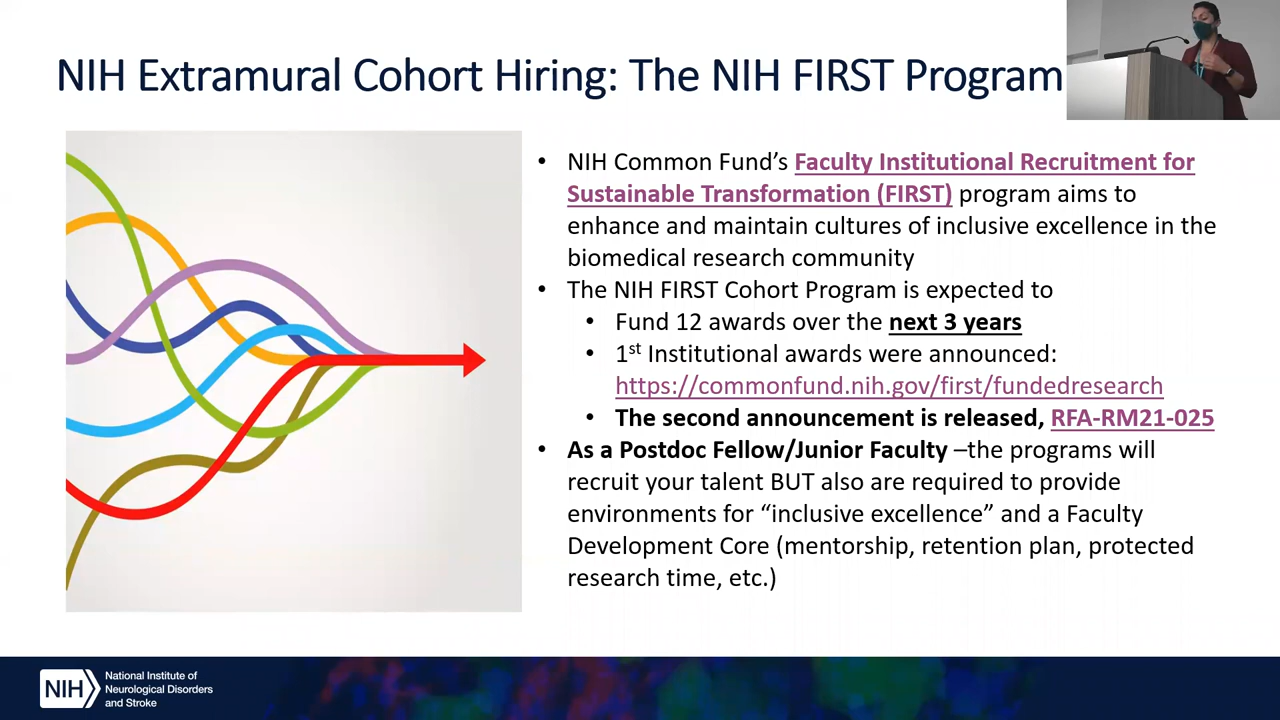 NIH Extramural Cohort Hiring: The NIH FIRST Program
• NIH Common Fund’s Faculty Institutional Recruitment for
Sustainable Transformation (FIRST) program aims to
enhance and maintain cultures of inclusive excellence in the
biomedical research community
• The NIH FIRST Cohort Program is expected to
• Fund 12 awards over the next 3 years
• 1st Institutional awards were announced:
https://commonfund.nih.gov/first/fundedresearch
• The second announcement is released, RFA-RM21-025
• As a Postdoc Fellow/Junior Faculty –the programs will
recruit your talent BUT also are required to provide
environments for “inclusive excellence” and a Faculty
Development Core (mentorship, retention plan, protected
research time, etc.)
NIH
National Institute of
Neurological Disorders
and Stroke